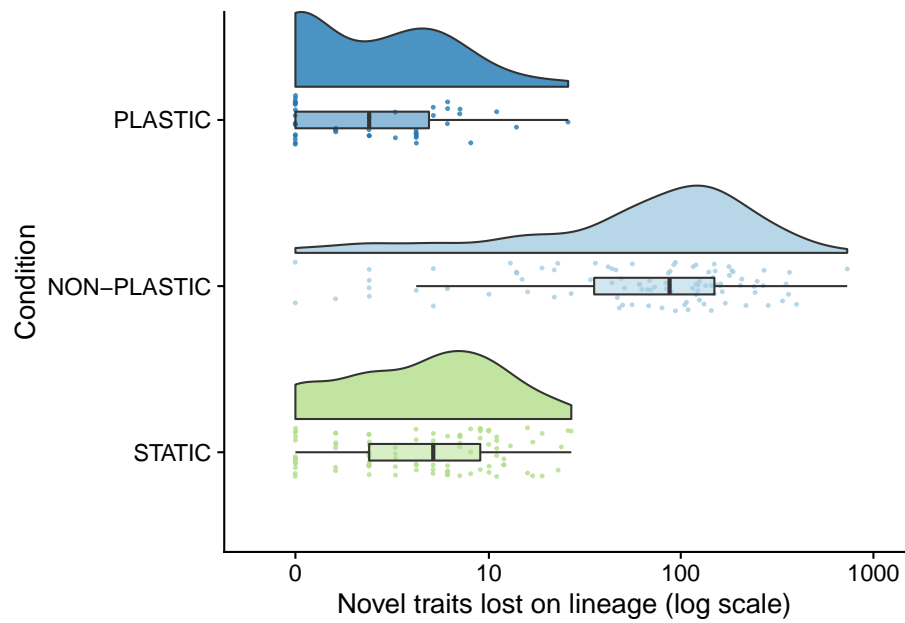 Condition
PLASTIC
NON−PLASTIC
STATIC
0 10 100 1000
Novel traits lost on lineage (log scale)